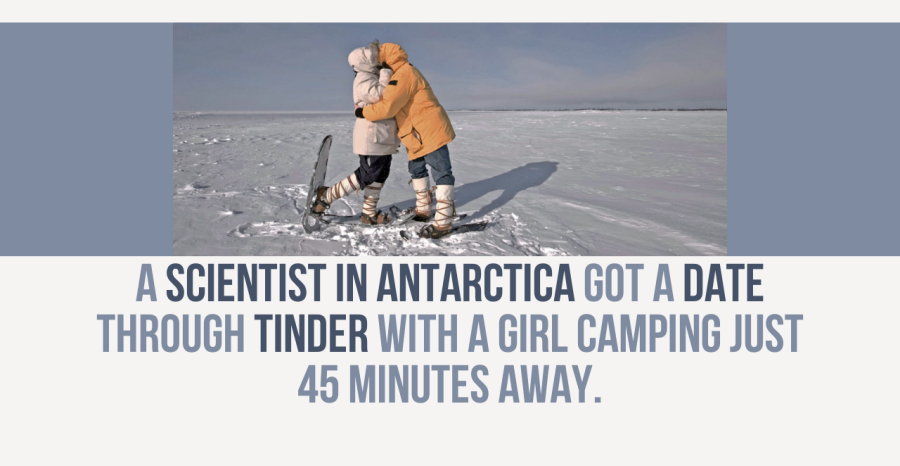 A SCIENTIST IN ANTARCTICA GOT A DATE
THROUGH TINDER WITH A GIRL CAMPING JUST
45 MINUTES AWAY.